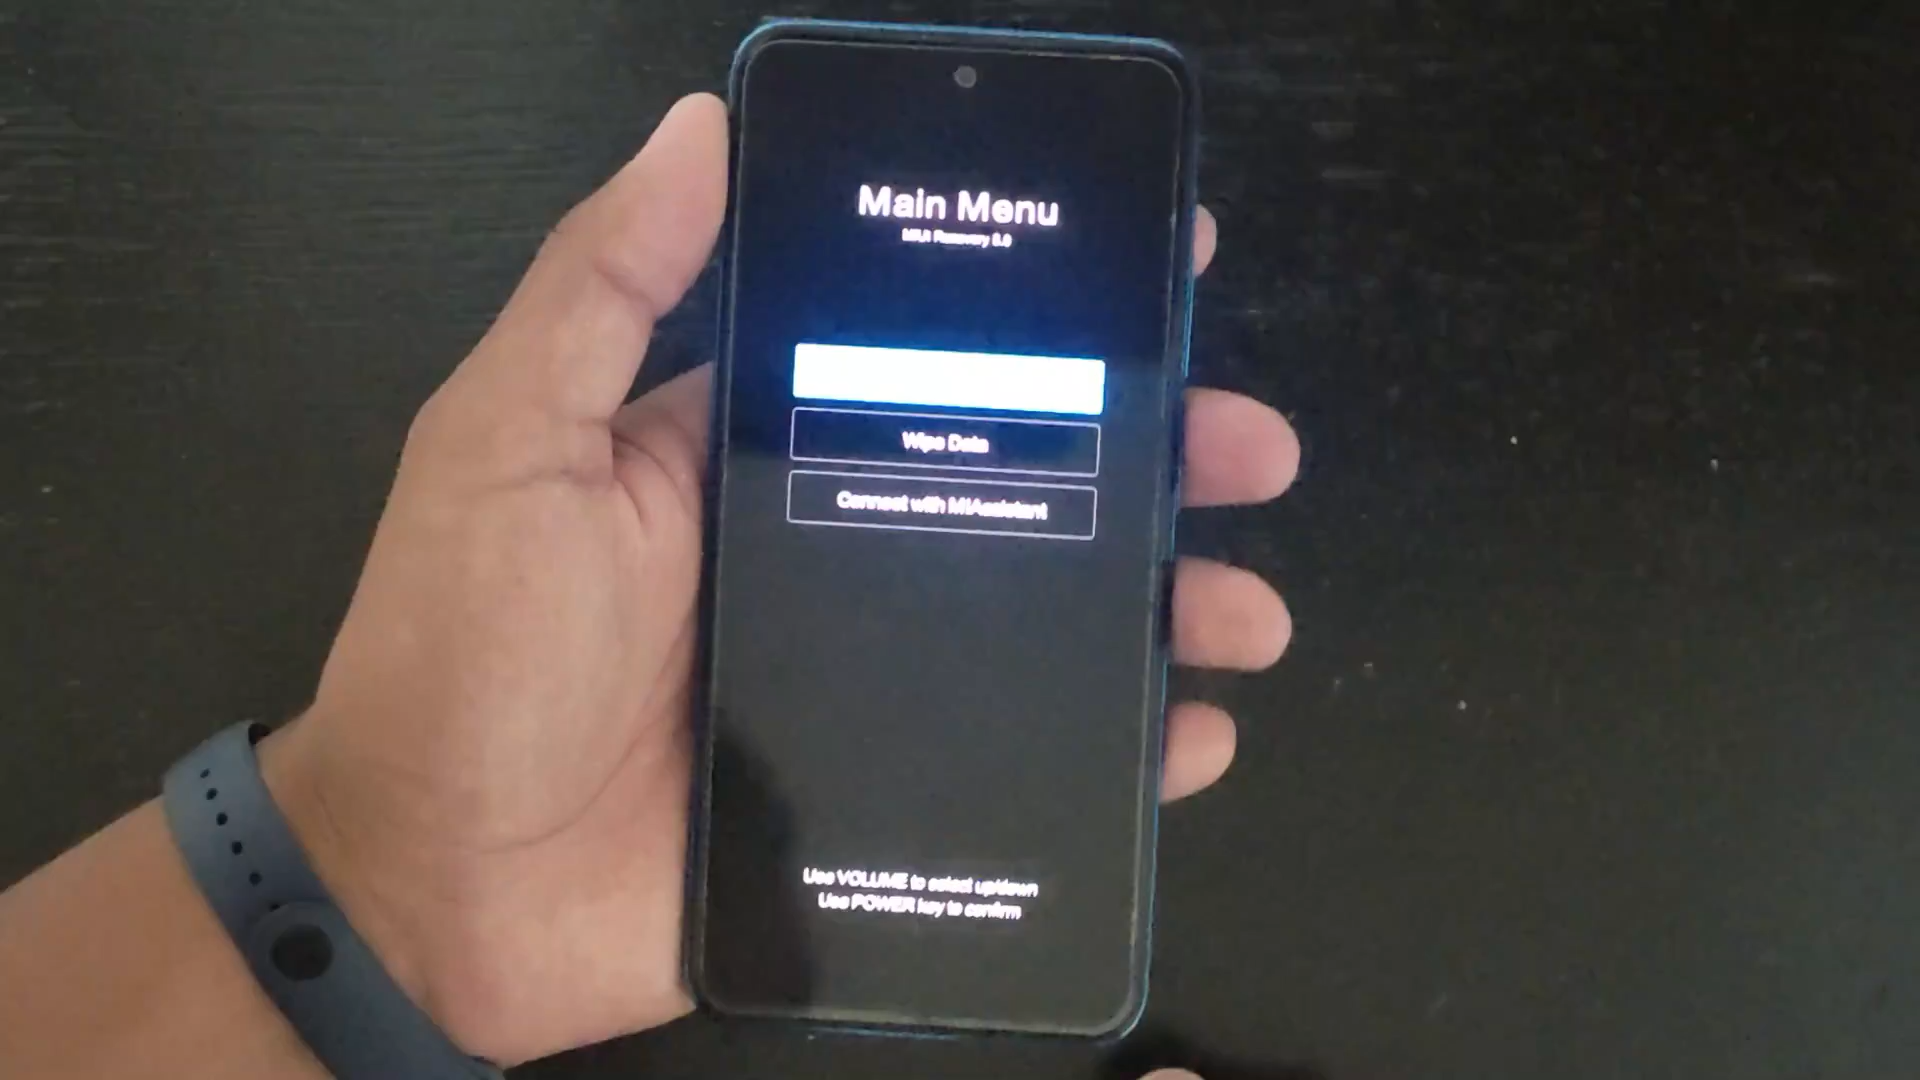 Main Menu
MIUI Recovery 5.0
Wipe Data
Connect with MIAssistant
Use VOLUME to select up/down
Use POWER key to confirm